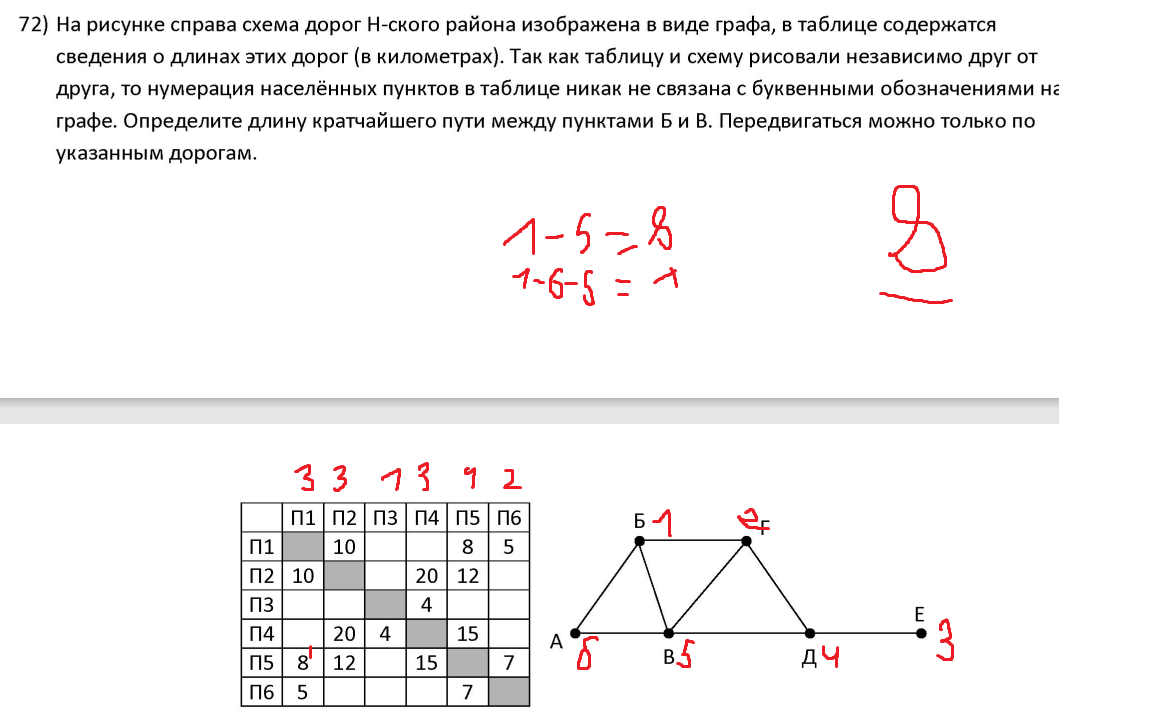 72) На рисунке справа схема дорог Н-ского района изображена в виде графа, в таблице содержатся
сведения о длинах этих дорог (в километрах). Так как таблицу и схему рисовали независимо друг от
друга, то нумерация населённых пунктов в таблице никак не связана с буквенными обозначениями на
графе. Определите длину кратчайшего пути между пунктами Б и В. Передвигаться можно только по
указанным дорогам.
1-5=8
8
1-6-5=
3 3 1 3 2
П1 П2 П3 П4 П5 П6
П1 10 8 5
П2 10 20 12
П3 4
П4 20 4 15
П5 8 12 15 7
П6 5 7
Б 1 2
А 6
В 5
Д 4
Е 3